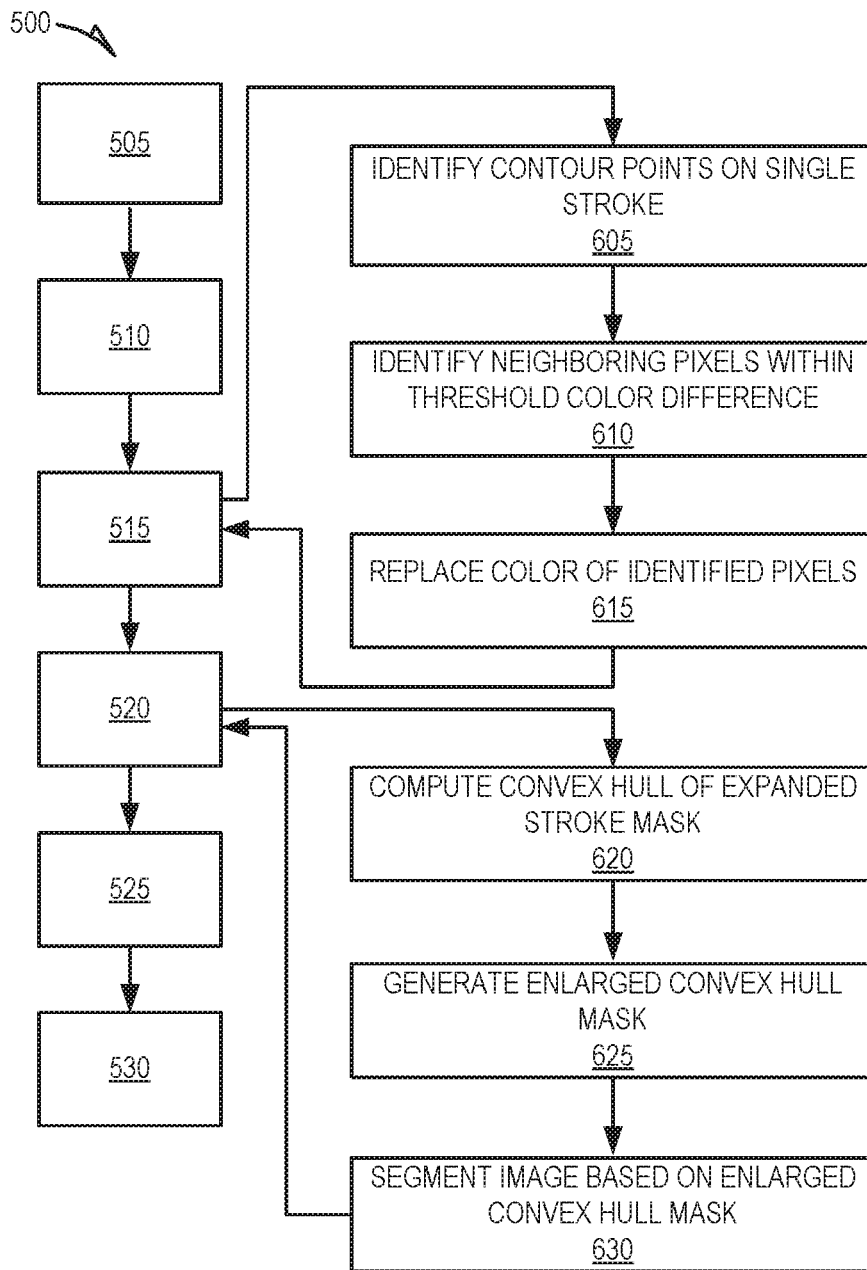 500
505
510
515
520
525
530
IDENTIFY CONTOUR POINTS ON SINGLE
STROKE
605
IDENTIFY NEIGHBORING PIXELS WITHIN
THRESHOLD COLOR DIFFERENCE
610
REPLACE COLOR OF IDENTIFIED PIXELS
615
COMPUTE CONVEX HULL OF EXPANDED
STROKE MASK
620
GENERATE ENLARGED CONVEX HULL
MASK
625
SEGMENT IMAGE BASED ON ENLARGED
CONVEX HULL MASK
630